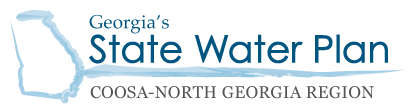 Georgia's
State Water Plan
COOSA-NORTH GEORGIA REGION